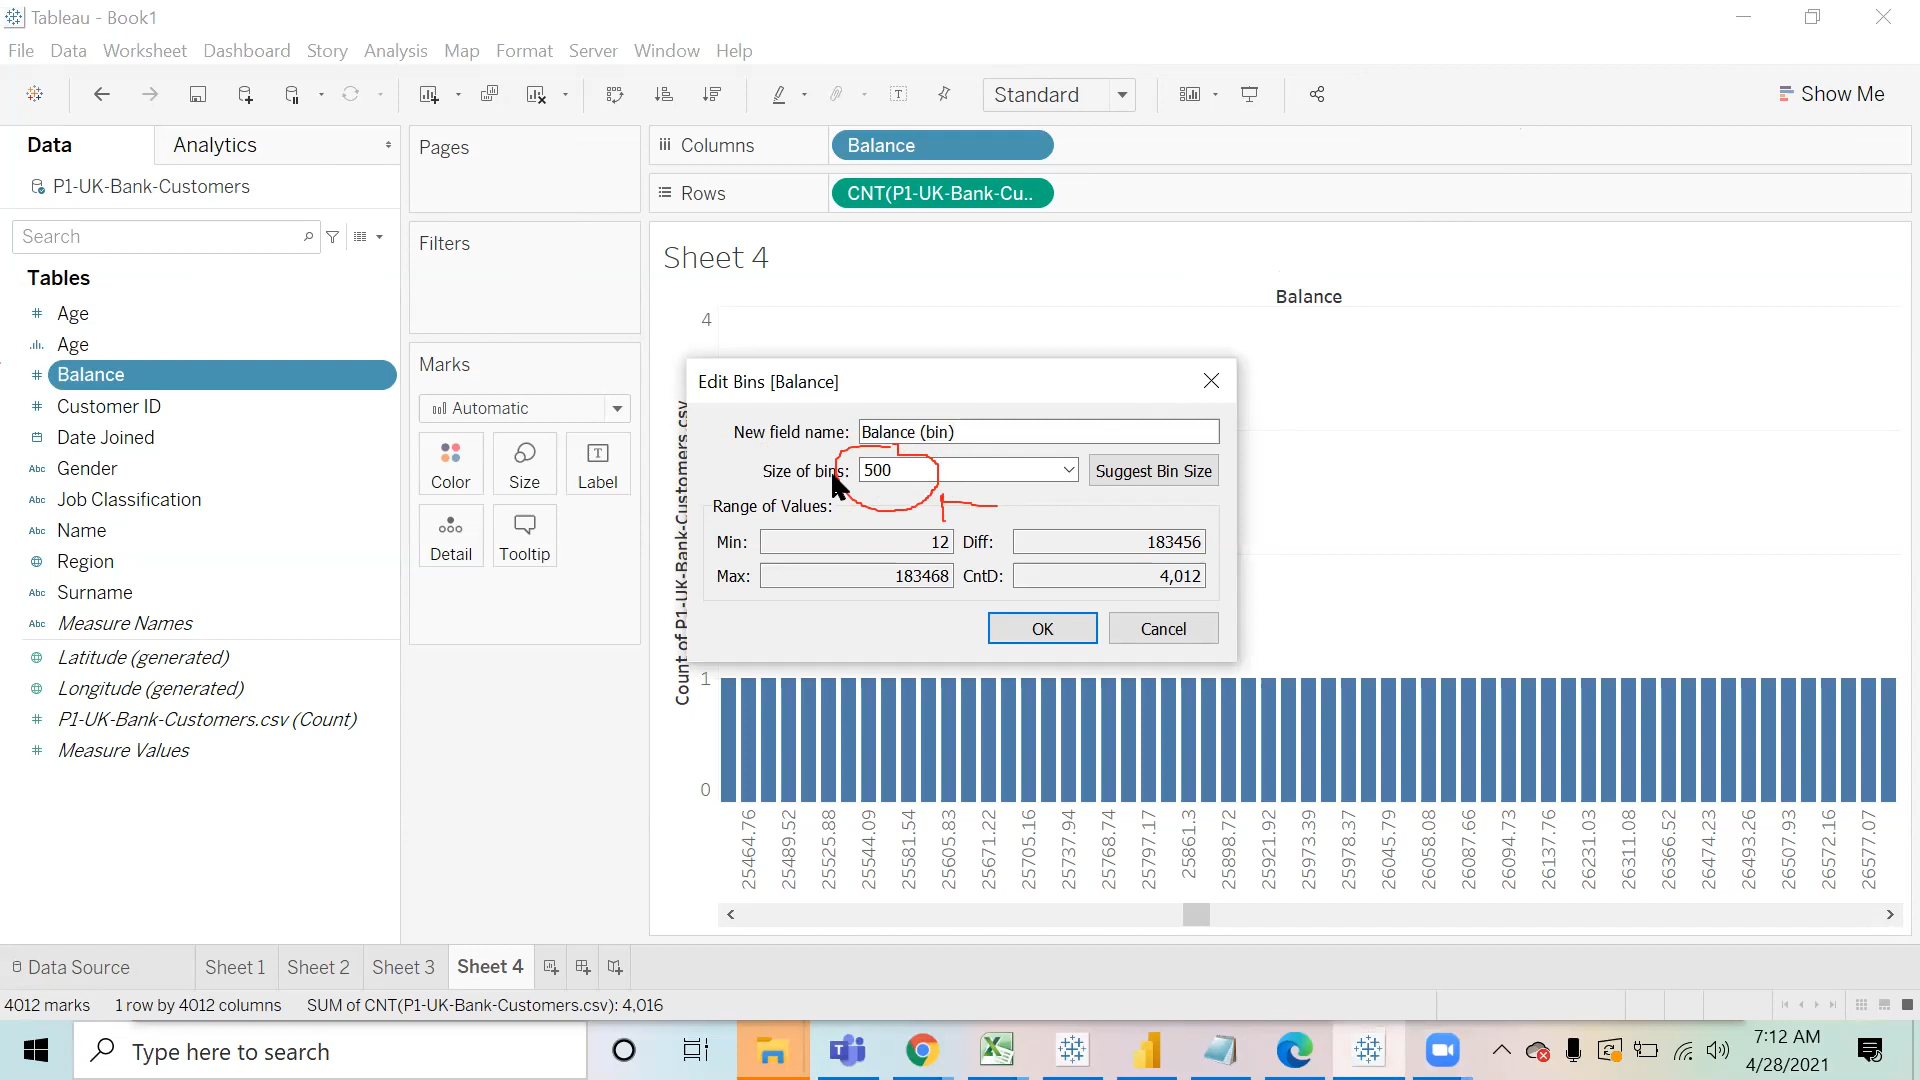 Tableau - Book1
File Data Worksheet Dashboard Story Analysis Map Format Server Window Help
Standard
Show Me
Data
Analytics
P1-UK-Bank-Customers
Search
Tables
Age
Age
Balance
Customer ID
Date Joined
Abc Gender
Abc Job Classification
Abc Name
Region
Abc Surname
Abc Measure Names
Latitude (generated)
Longitude (generated)
P1-UK-Bank-Customers.csv (Count)
Measure Values
Pages
Filters
Marks
Automatic
Color Size Label
Detail Tooltip
Columns Balance
Rows CNT(P1-UK-Bank-Cu..
Sheet 4
Balance
Count of P1-UK-Bank-Customers.csv
4
1
0
Edit Bins [Balance]
New field name: Balance (bin)
Size of bins: 500 Suggest Bin Size
Range of Values:
Min: 12 Diff: 183456
Max: 183468 CntD: 4,012
OK Cancel
25464.76 25489.52 25525.88 25544.09 25581.54 25605.83 25671.22 25705.16 25737.94 25768.74 25797.17 25861.3 25898.72 25921.92 25973.39 25978.37 26045.79 26058.08 26087.66 26094.73 26137.76 26231.03 26311.08 26366.52 26474.23 26493.26 26507.93 26572.16 26577.07
Data Source Sheet 1 Sheet 2 Sheet 3 Sheet 4
4012 marks 1 row by 4012 columns SUM of CNT(P1-UK-Bank-Customers.csv): 4,016
Type here to search
7:12 AM
4/28/2021